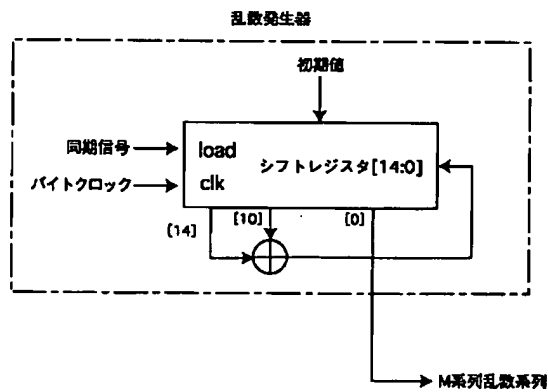 乱数発生器
初期値
同期信号
load
シフトレジスタ[14:0]
バイトクロック
clk
[14]
[10]
[0]
M系列乱数系列